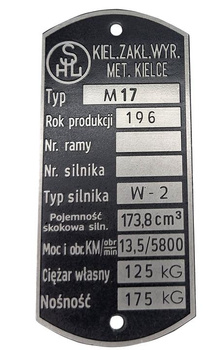 SHL
KIEL.ZAKŁ.WYR.
MET. KIELCE
Typ M17
Rok produkcji 196
Nr. ramy
Nr. silnika
Typ silnika W-2
Pojemność skokowa siln. 173,8 cm³
Moc i obr. KM/obr min 13,5/5800
Ciężar własny 125 kG
Nośność 175 kG